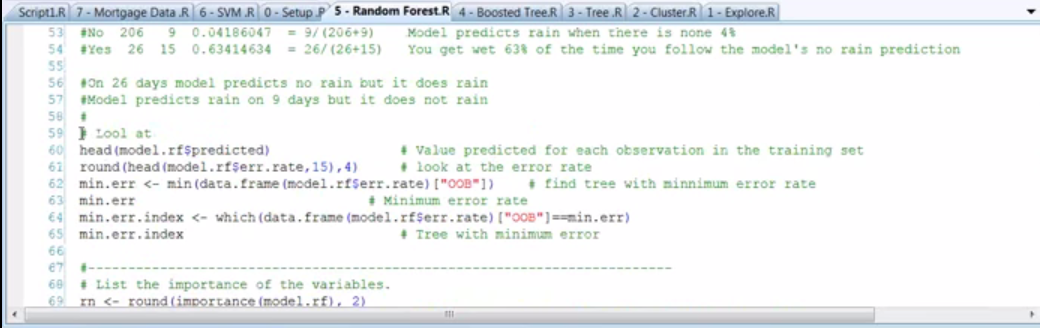 Script1.R 7 - Mortgage Data .R 6 - SVM .R 0 - Setup .R 5 - Random Forest.R 4 - Boosted Tree.R 3 - Tree .R 2 - Cluster.R 1 - Explore.R
53 #No 206 9 0.04186047 = 9/(206+9) Model predicts rain when there is none 4%
54 #Yes 26 15 0.63414634 = 26/(26+15) You get wet 63% of the time you follow the model's no rain prediction
55
56 #On 26 days model predicts no rain but it does rain
57 #Model predicts rain on 9 days but it does not rain
58 #
59 # Lool at
60 head(model.rf$predicted) # Value predicted for each observation in the training set
61 round(head(model.rf$err.rate,15),4) # look at the error rate
62 min.err <- min(data.frame(model.rf$err.rate)["OOB"]) # find tree with minnimum error rate
63 min.err # Minimum error rate
64 min.err.index <- which(data.frame(model.rf$err.rate)["OOB"]==min.err)
65 min.err.index # Tree with minimum error
66
67 #------------------------------------------------------------------------
68 # List the importance of the variables.
69 rn <- round(importance(model.rf), 2)